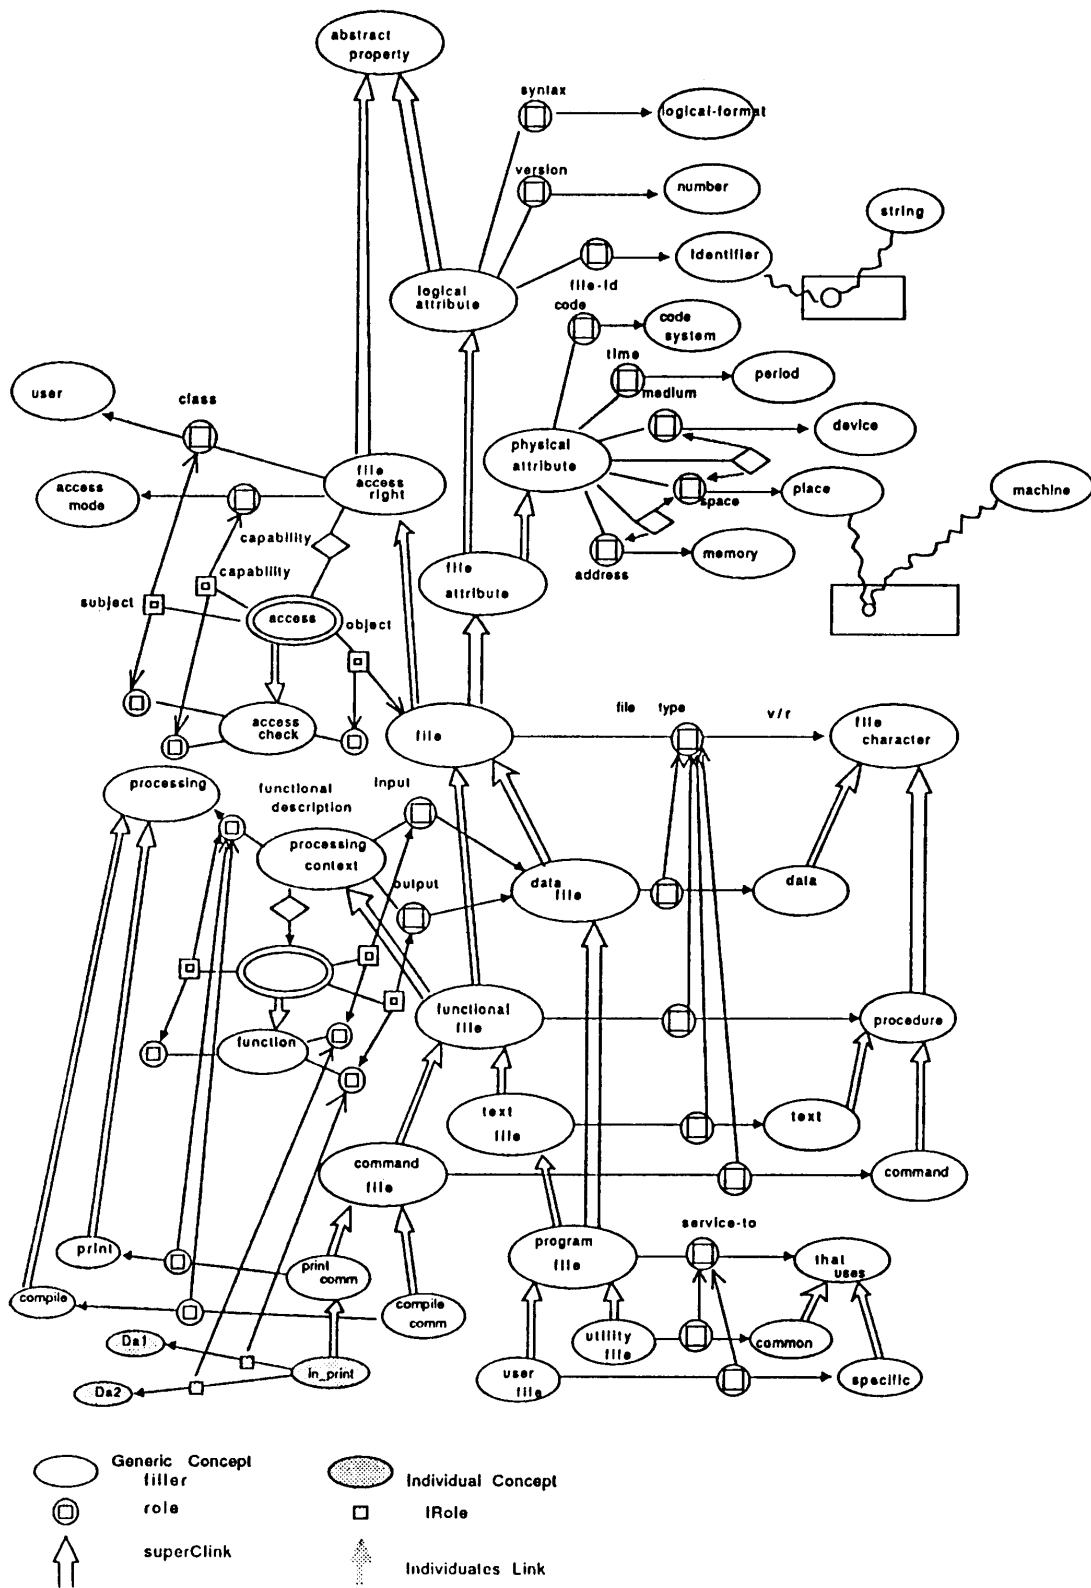 abstract
property
syntax
logical-format
version
number
string
identifier
logical
attribute
file-id
code
code
system
time
period
user
class
medium
device
physical
attribute
file
access
right
access
mode
space
place
machine
capability
file
attribute
address
memory
capability
subject
access
object
file type
v/r
file
character
access
check
file
processing
functional
description
input
processing
context
output
data
file
data
functional
file
procedure
function
text
file
text
command
file
command
service-to
print
program
file
that
uses
print
comm
compile
compile
comm
utility
file
common
Da1
in_print
user
file
specific
Da2
Generic Concept
filler
Individual Concept
role
IRole
superClink
Individuates Link